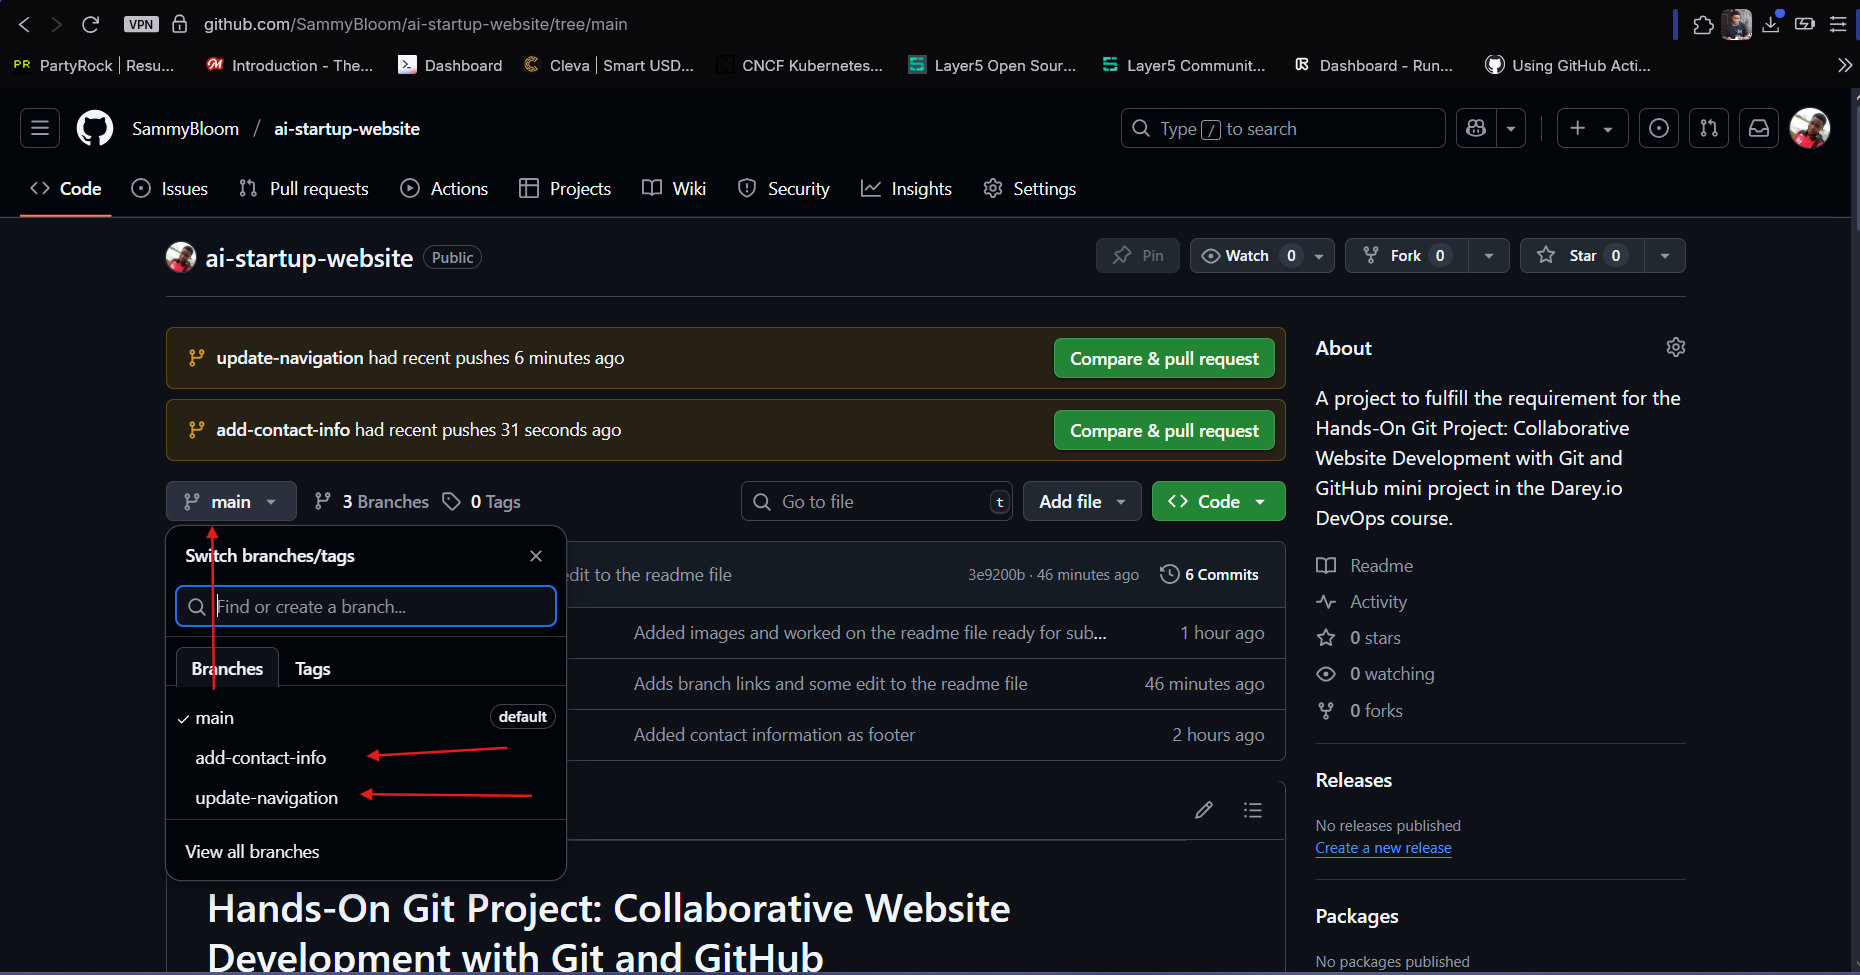 VPN github.com/SammyBloom/ai-startup-website/tree/main
PR PartyRock | Resu... Introduction - The... Dashboard Cleva | Smart USD... CNCF Kubernetes... Layer5 Open Sour... Layer5 Communit... Dashboard - Run... Using GitHub Acti...
SammyBloom / ai-startup-website Type / to search
Code Issues Pull requests Actions Projects Wiki Security Insights Settings
ai-startup-website Public Pin Watch 0 Fork 0 Star 0
update-navigation had recent pushes 6 minutes ago Compare & pull request
add-contact-info had recent pushes 31 seconds ago Compare & pull request
main 3 Branches 0 Tags Go to file t Add file Code
Switch branches/tags
Find or create a branch...
Branches Tags
main default
add-contact-info
update-navigation
View all branches
edit to the readme file 3e9200b · 46 minutes ago 6 Commits
Added images and worked on the readme file ready for sub... 1 hour ago
Adds branch links and some edit to the readme file 46 minutes ago
Added contact information as footer 2 hours ago
Hands-On Git Project: Collaborative Website
Development with Git and GitHub
About
A project to fulfill the requirement for the
Hands-On Git Project: Collaborative
Website Development with Git and
GitHub mini project in the Darey.io
DevOps course.
Readme
Activity
0 stars
0 watching
0 forks
Releases
No releases published
Create a new release
Packages
No packages published